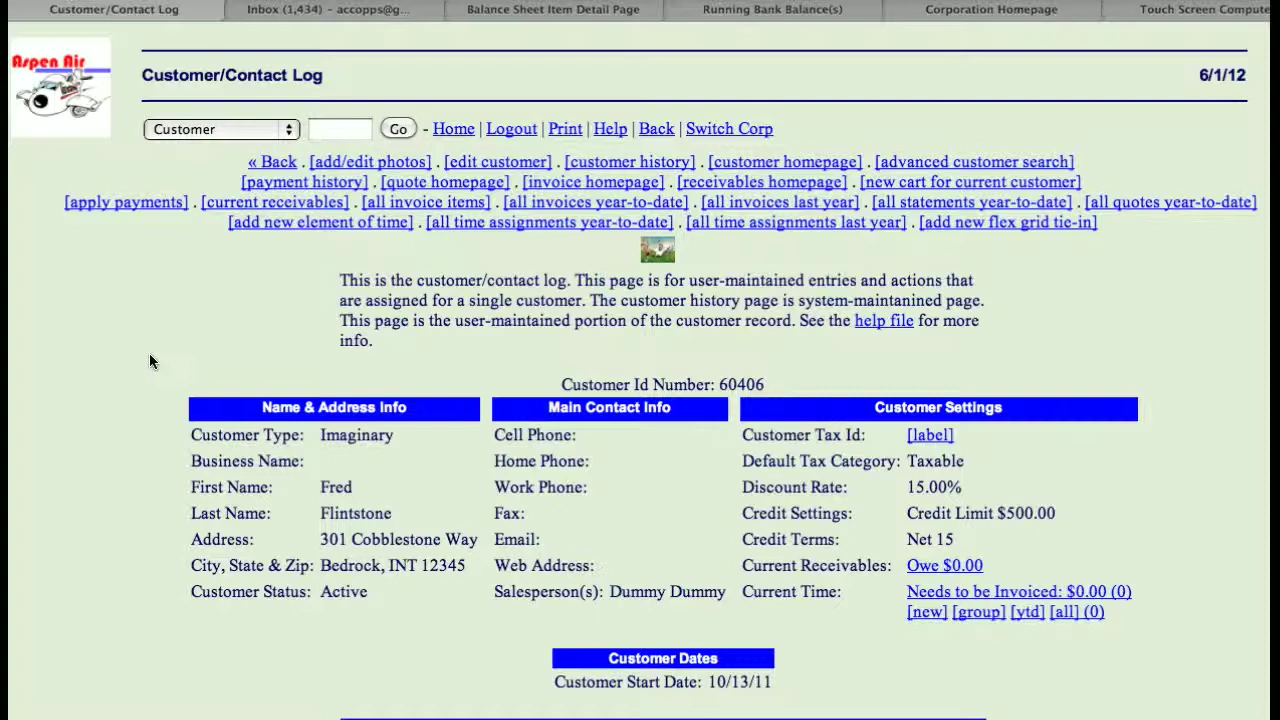 Customer/Contact Log Inbox (1,434) – accopps@g... Balance Sheet Item Detail Page Running Bank Balance(s) Corporation Homepage Touch Screen Compute
Aspen Air
Customer/Contact Log 6/1/12
Customer Go - Home | Logout | Print | Help | Back | Switch Corp
« Back . [add/edit photos] . [edit customer] . [customer history] . [customer homepage] . [advanced customer search]
[payment history] . [quote homepage] . [invoice homepage] . [receivables homepage] . [new cart for current customer]
[apply payments] . [current receivables] . [all invoice items] . [all invoices year-to-date] . [all invoices last year] . [all statements year-to-date] . [all quotes year-to-date]
[add new element of time] . [all time assignments year-to-date] . [all time assignments last year] . [add new flex grid tie-in]
This is the customer/contact log. This page is for user-maintained entries and actions that
are assigned for a single customer. The customer history page is system-maintanined page.
This page is the user-maintained portion of the customer record. See the help file for more
info.
Customer Id Number: 60406
Name & Address Info Main Contact Info Customer Settings
Customer Type: Imaginary Cell Phone: Customer Tax Id: [label]
Business Name: Home Phone: Default Tax Category: Taxable
First Name: Fred Work Phone: Discount Rate: 15.00%
Last Name: Flintstone Fax: Credit Settings: Credit Limit $500.00
Address: 301 Cobblestone Way Email: Credit Terms: Net 15
City, State & Zip: Bedrock, INT 12345 Web Address: Current Receivables: Owe $0.00
Customer Status: Active Salesperson(s): Dummy Dummy Current Time: Needs to be Invoiced: $0.00 (0)
[new] [group] [ytd] [all] (0)
Customer Dates
Customer Start Date: 10/13/11